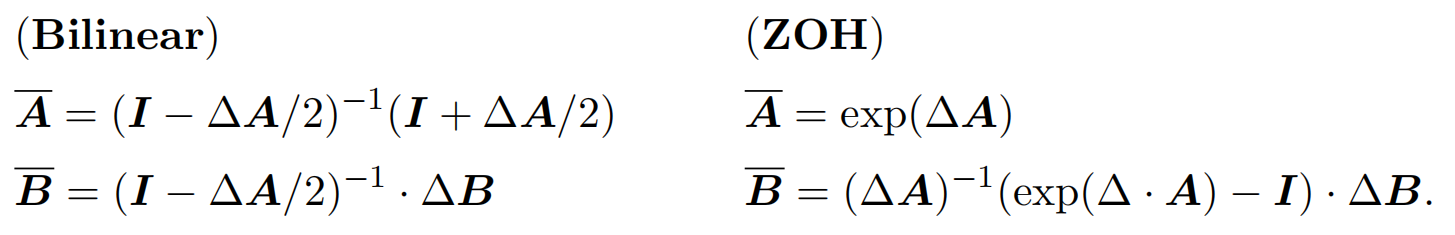 (Bilinear) (ZOH)
A̅ = (I − ΔA/2)⁻¹(I + ΔA/2) A̅ = exp(ΔA)
B̅ = (I − ΔA/2)⁻¹ · ΔB B̅ = (ΔA)⁻¹(exp(Δ · A) − I) · ΔB.